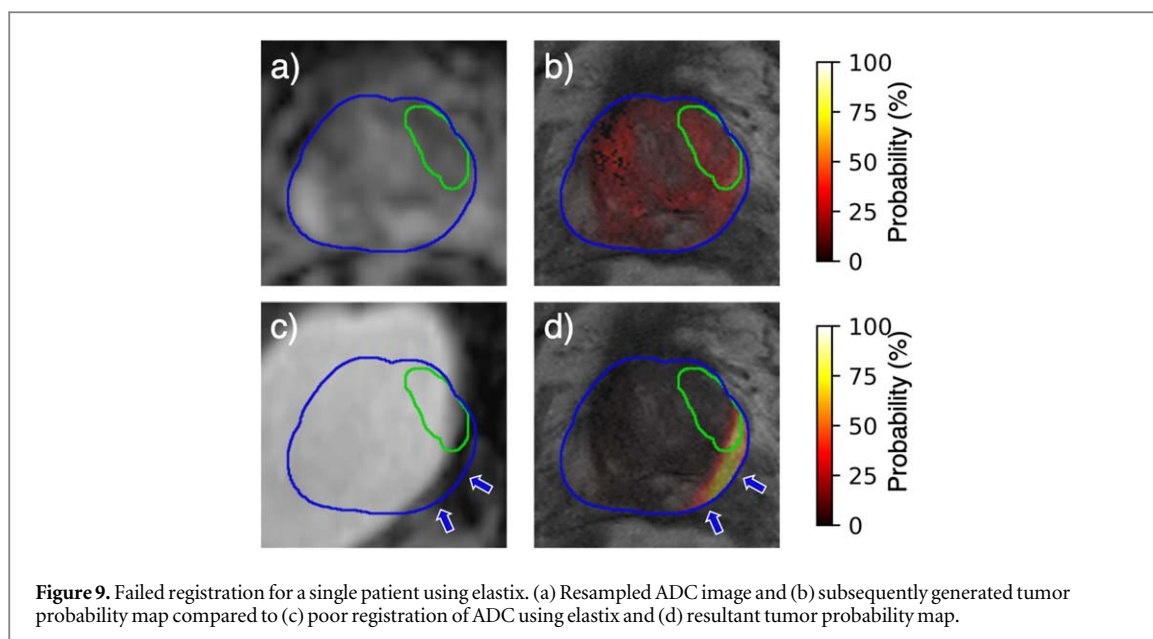 a)
b)
100
75
50
25
0
Probability (%)
c)
d)
100
75
50
25
0
Probability (%)
Figure 9. Failed registration for a single patient using elastix. (a) Resampled ADC image and (b) subsequently generated tumor
probability map compared to (c) poor registration of ADC using elastix and (d) resultant tumor probability map.